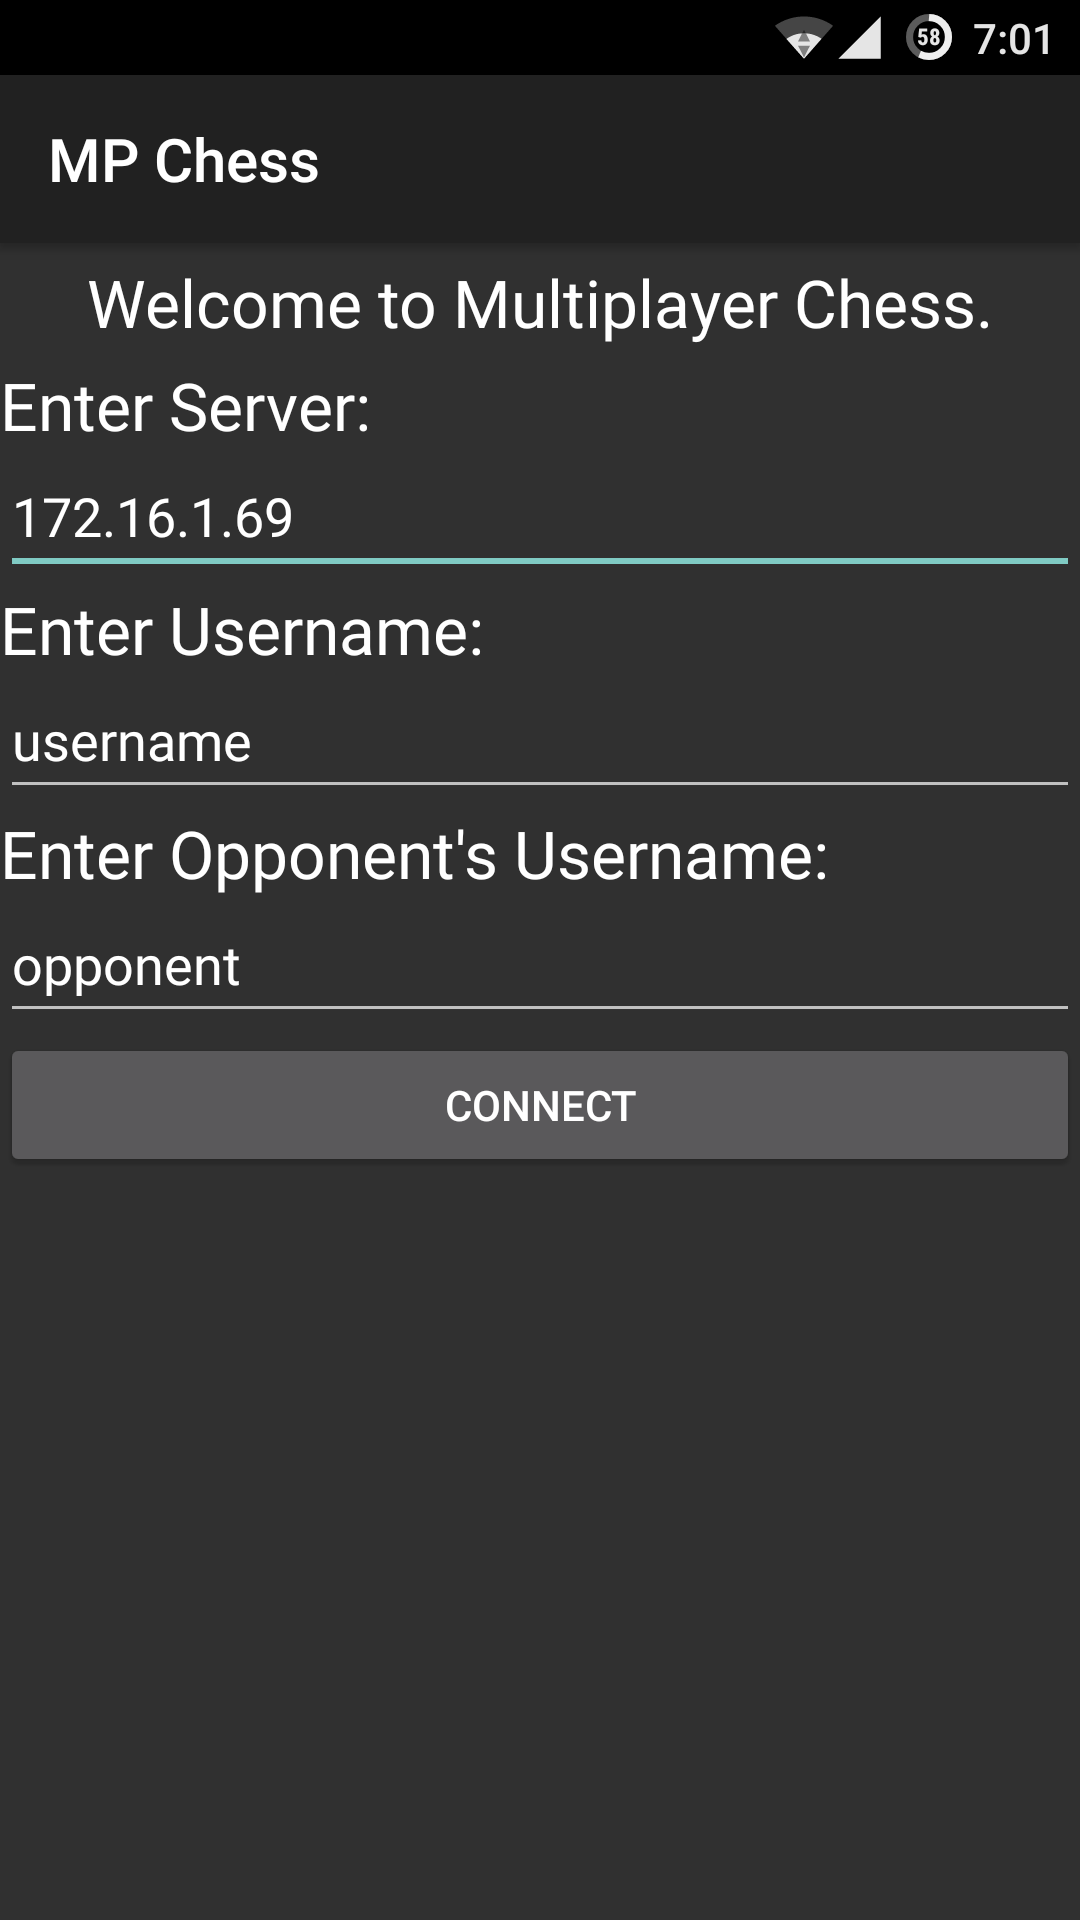 58 7:01
MP Chess
Welcome to Multiplayer Chess.
Enter Server:
172.16.1.69
Enter Username:
username
Enter Opponent's Username:
opponent
CONNECT